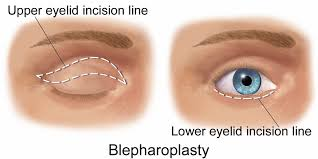 Upper eyelid incision line
Lower eyelid incision line
Blepharoplasty